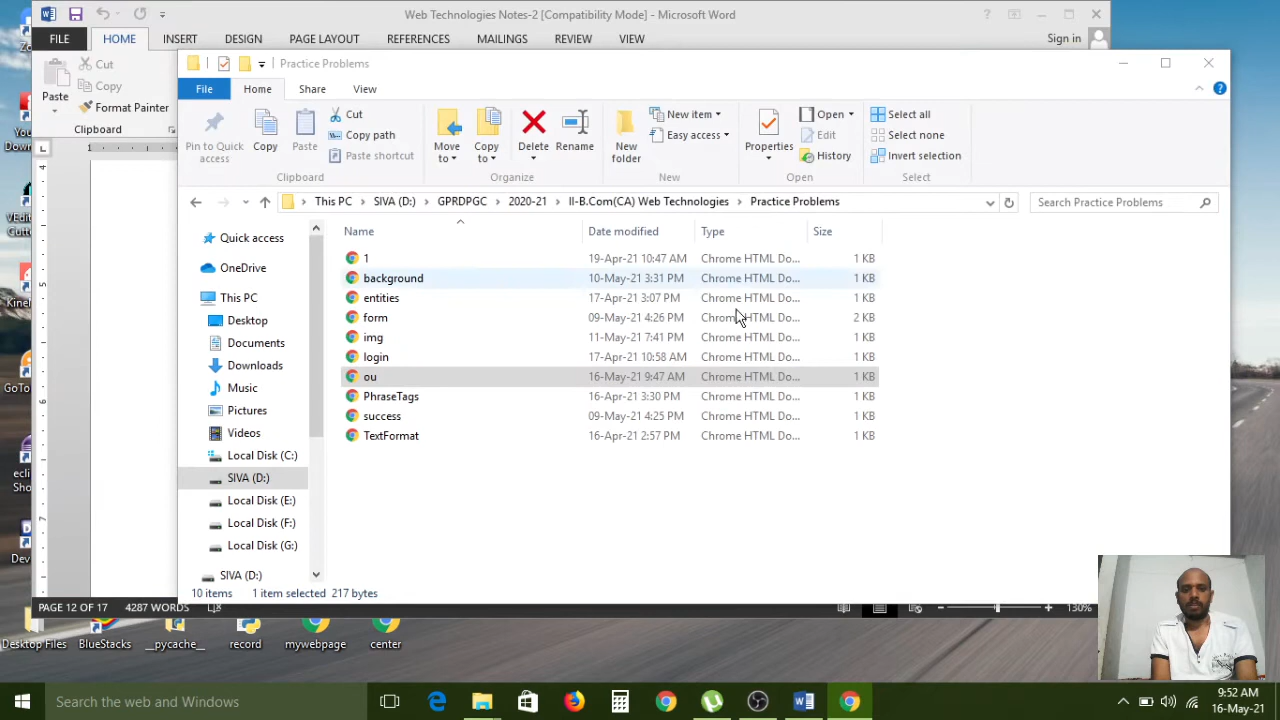 Web Technologies Notes-2 [Compatibility Mode] - Microsoft Word
FILE HOME INSERT DESIGN PAGE LAYOUT REFERENCES MAILINGS REVIEW VIEW Sign in
Paste
Cut
Copy
Format Painter
Clipboard
Practice Problems
File Home Share View
Pin to Quick access
Copy
Paste
Cut
Copy path
Paste shortcut
Clipboard
Move to
Copy to
Delete
Rename
Organize
New folder
New item
Easy access
New
Properties
Open
Edit
History
Open
Select all
Select none
Invert selection
Select
This PC SIVA (D:) GPRDPGC 2020-21 II-B.Com(CA) Web Technologies Practice Problems
Search Practice Problems
Quick access
OneDrive
This PC
Desktop
Documents
Downloads
Music
Pictures
Videos
Local Disk (C:)
SIVA (D:)
Local Disk (E:)
Local Disk (F:)
Local Disk (G:)
SIVA (D:)
Name Date modified Type Size
1 19-Apr-21 10:47 AM Chrome HTML Do... 1 KB
background 10-May-21 3:31 PM Chrome HTML Do... 1 KB
entities 17-Apr-21 3:07 PM Chrome HTML Do... 1 KB
form 09-May-21 4:26 PM Chrome HTML Do... 2 KB
img 11-May-21 7:41 PM Chrome HTML Do... 1 KB
login 17-Apr-21 10:58 AM Chrome HTML Do... 1 KB
ou 16-May-21 9:47 AM Chrome HTML Do... 1 KB
PhraseTags 16-Apr-21 3:30 PM Chrome HTML Do... 1 KB
success 09-May-21 4:25 PM Chrome HTML Do... 1 KB
TextFormat 16-Apr-21 2:57 PM Chrome HTML Do... 1 KB
10 items 1 item selected 217 bytes
PAGE 12 OF 17 4287 WORDS 130%
Desktop Files BlueStacks __pycache__ record mywebpage center
Search the web and Windows
9:52 AM
16-May-21